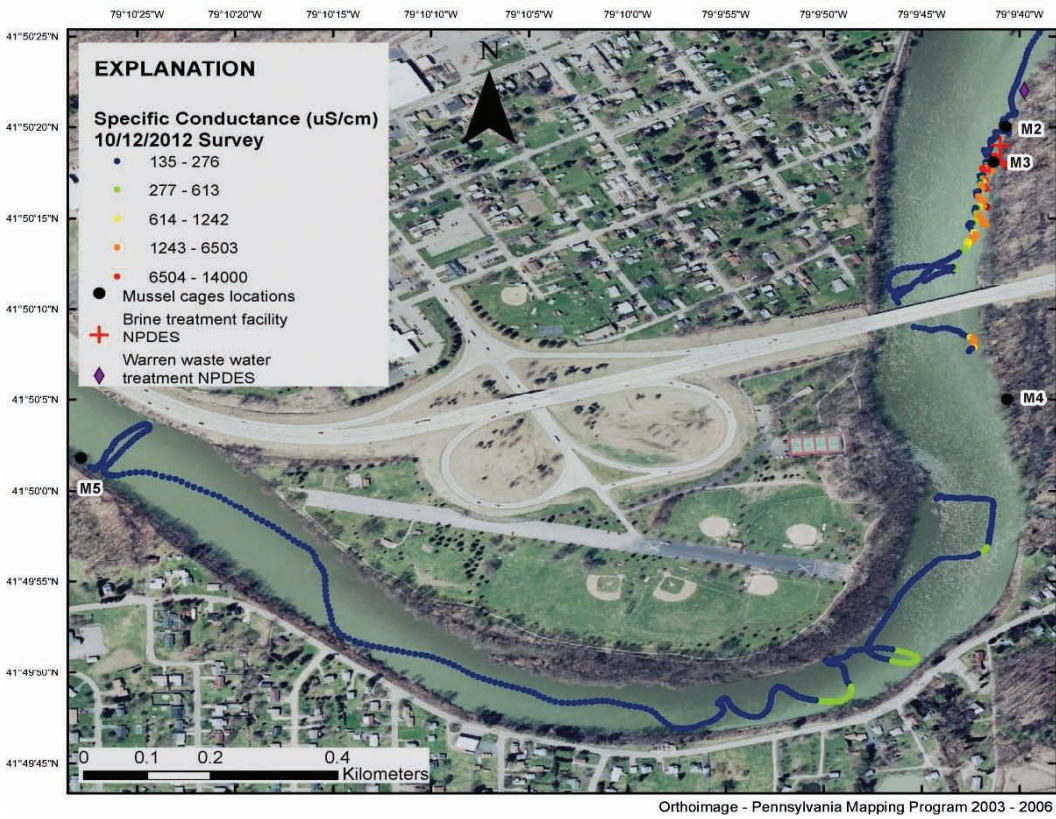 79°10'25"W 79°10'20"W 79°10'15"W 79°10'10"W 79°10'5"W 79°10'0"W 79°9'55"W 79°9'50"W 79°9'45"W 79°9'40"W
41°50'25"N
41°50'20"N
41°50'15"N
41°50'10"N
41°50'5"N
41°50'0"N
41°49'55"N
41°49'50"N
41°49'45"N
EXPLANATION
Specific Conductance (uS/cm)
10/12/2012 Survey
135 - 276
277 - 613
614 - 1242
1243 - 6503
6504 - 14000
Mussel cages locations
Brine treatment facility
NPDES
Warren waste water
treatment NPDES
N
M2
M3
M4
M5
0 0.1 0.2 0.4
Kilometers
Orthoimage - Pennsylvania Mapping Program 2003 - 2006